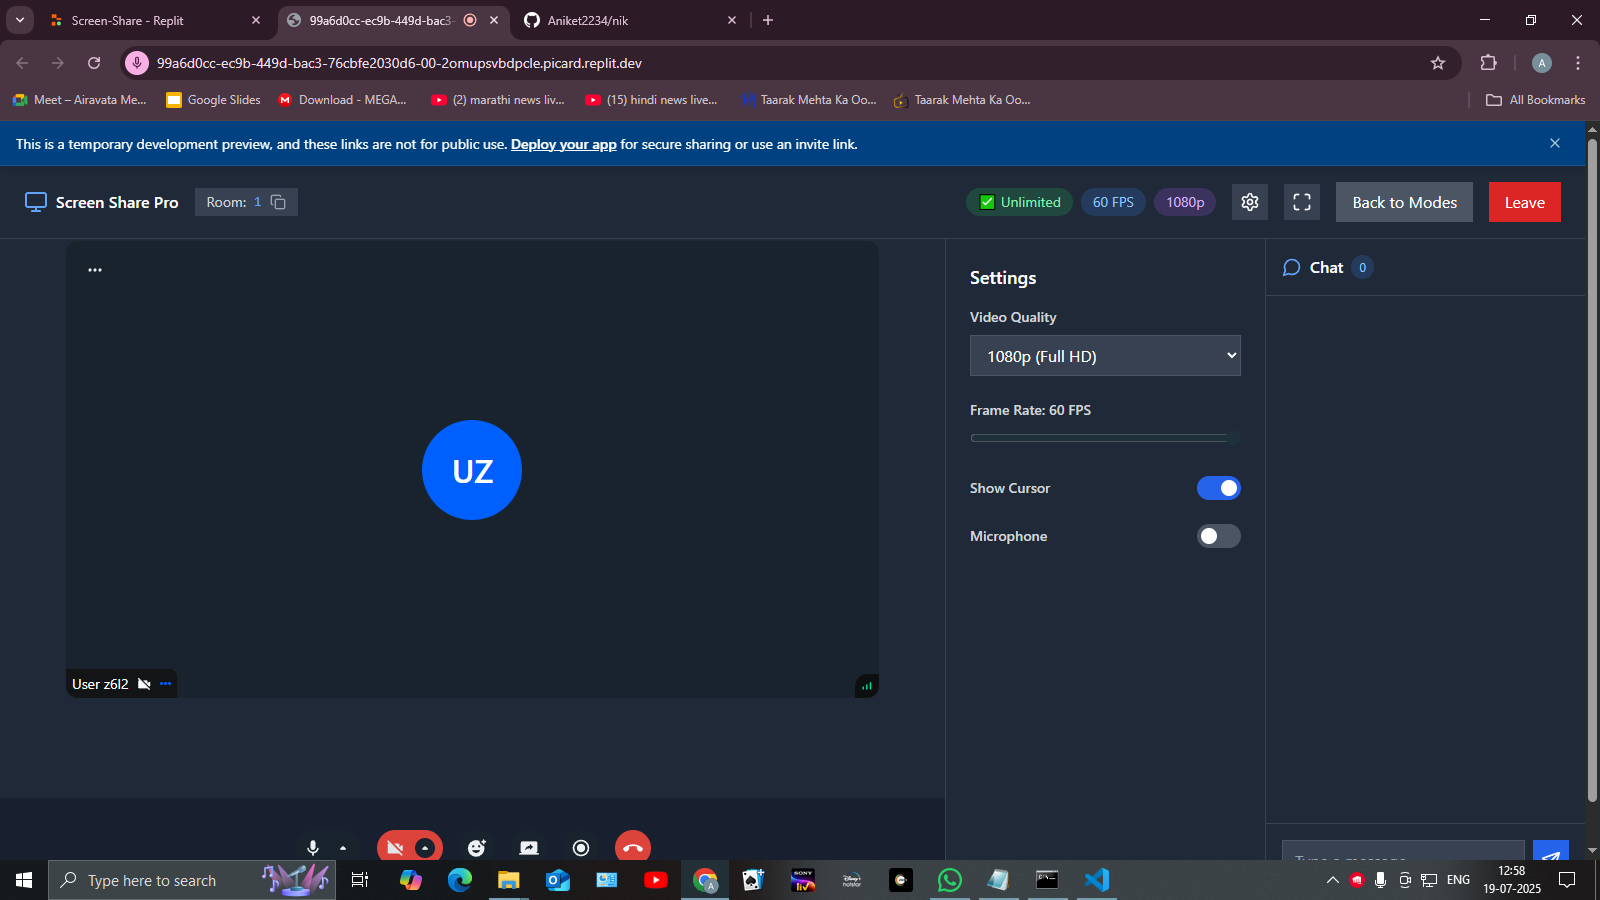 Screen-Share - Replit
99a6d0cc-ec9b-449d-bac3-
Aniket2234/nik
99a6d0cc-ec9b-449d-bac3-76cbfe2030d6-00-2omupsvbdpcle.picard.replit.dev
A
Meet – Airavata Me...
Google Slides
Download - MEGA...
(2) marathi news liv...
(15) hindi news live...
Taarak Mehta Ka Oo...
Taarak Mehta Ka Oo...
All Bookmarks
This is a temporary development preview, and these links are not for public use. Deploy your app for secure sharing or use an invite link.
Screen Share Pro
Room: 1
Unlimited
60 FPS
1080p
Back to Modes
Leave
Settings
Chat 0
Video Quality
1080p (Full HD)
Frame Rate: 60 FPS
Show Cursor
Microphone
UZ
User z6l2
Type a message
Type here to search
SONY
liv
hotstar
ENG
12:58
19-07-2025